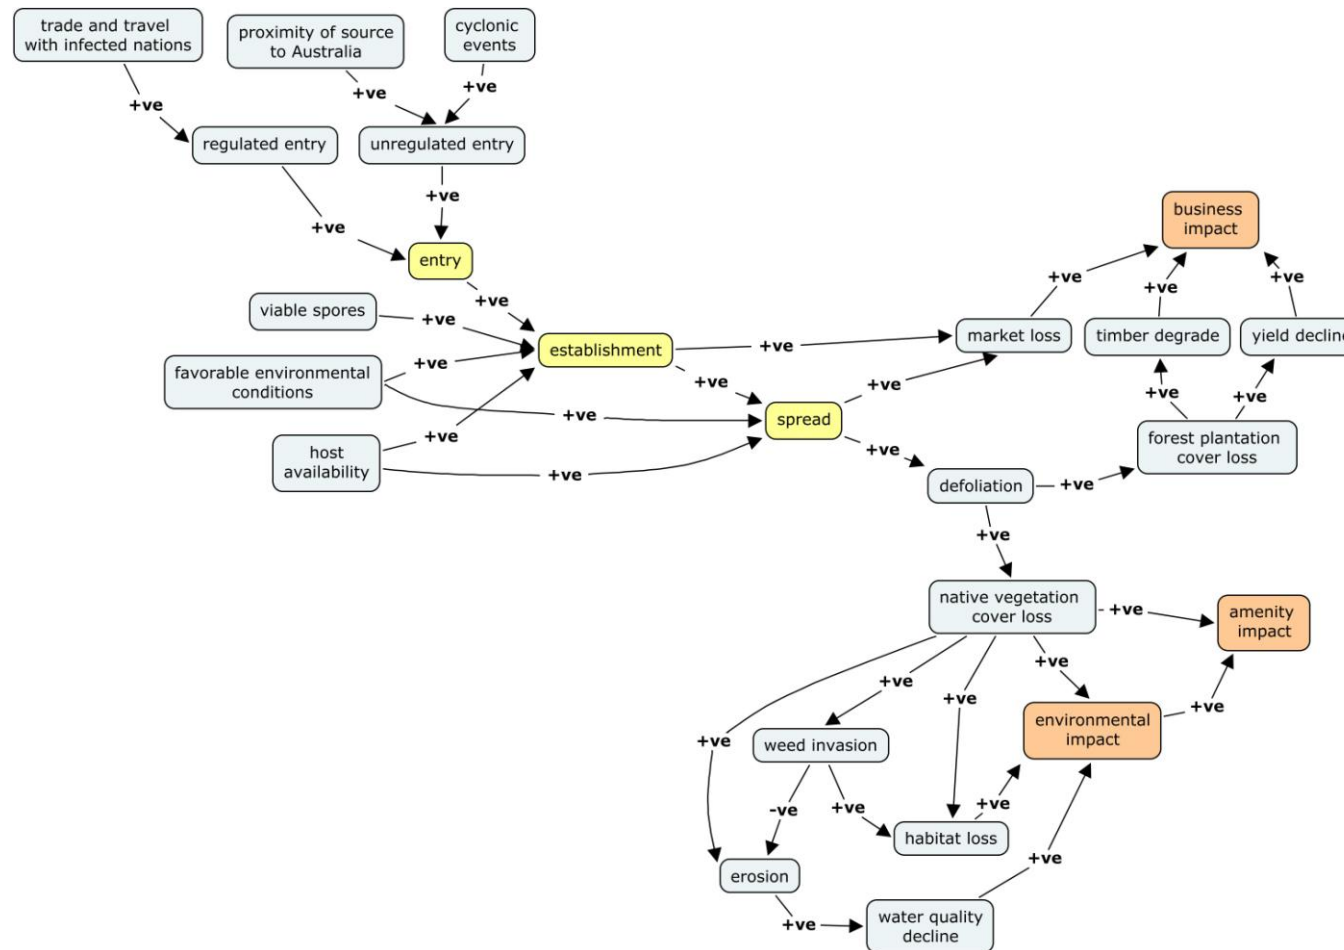 trade and travel
with infected nations
proximity of source
to Australia
cyclonic
events
+ve
+ve
+ve
regulated entry
unregulated entry
+ve
+ve
entry
+ve
viable spores
+ve
favorable environmental
conditions
+ve
+ve
host
availability
+ve
+ve
establishment
+ve
+ve
spread
+ve
+ve
market loss
timber degrade
yield decline
+ve
+ve
+ve
business
impact
+ve
+ve
forest plantation
cover loss
defoliation
+ve
+ve
native vegetation
cover loss
+ve
amenity
impact
+ve
+ve
+ve
+ve
environmental
impact
+ve
weed invasion
-ve
+ve
habitat loss
+ve
erosion
+ve
water quality
decline
+ve